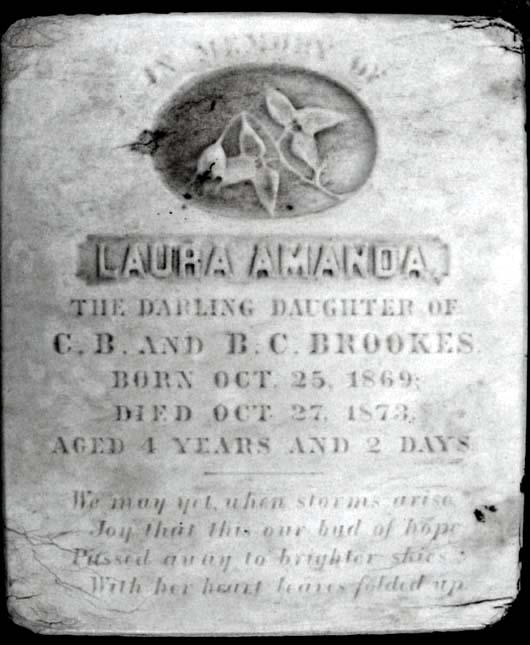 IN MEMORY OF
LAURA AMANDA,
THE DARLING DAUGHTER OF
C. B. AND B. C. BROOKES.
BORN OCT. 25, 1869;
DIED OCT. 27, 1873,
AGED 4 YEARS AND 2 DAYS
We may yet, when storms arise,
Joy that this our bud of hope
Passed away to brighter skies
With her heart leaves folded up